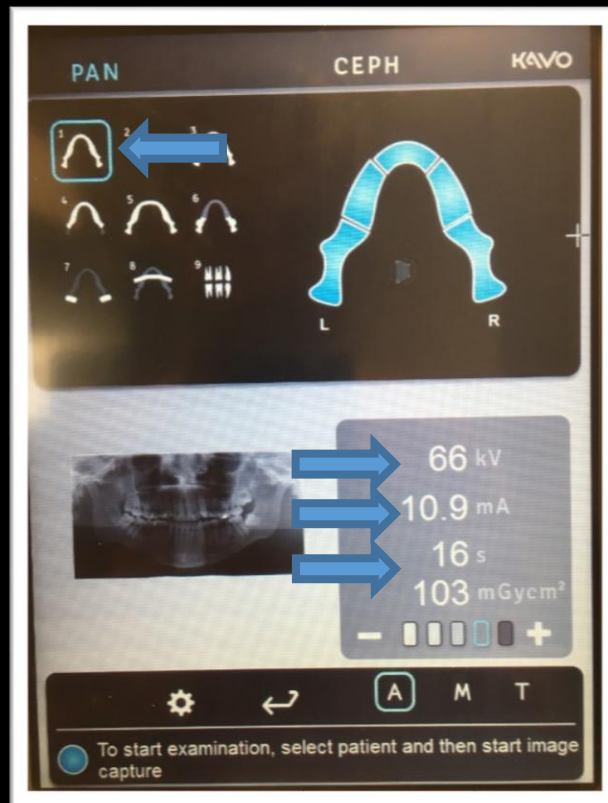 PAN CEPH KAVO
1 2 3
4 5 6
7 8 9
L R
66 kV
10.9 mA
16 s
103 mGycm²
A M T
To start examination, select patient and then start image
capture